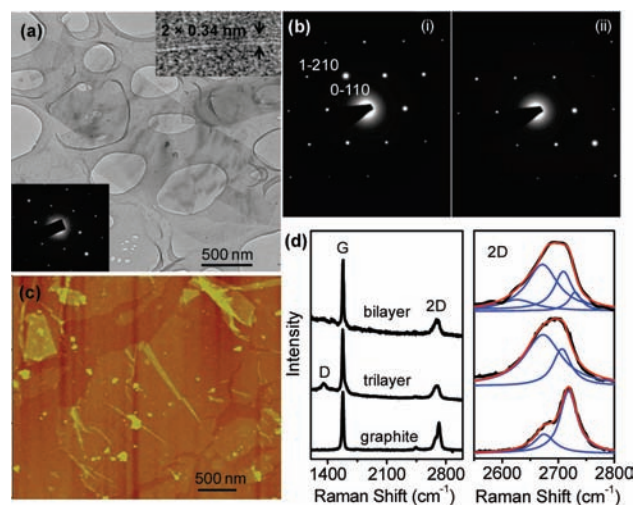 (a)
2 × 0.34 nm
500 nm
(b)
(i)
(ii)
1-210
0-110
(c)
500 nm
(d)
G
2D
bilayer
D
trilayer
graphite
Intensity
1200 2100 2800
Raman Shift (cm⁻¹)
2D
2600 2700 2800
Raman Shift (cm⁻¹)